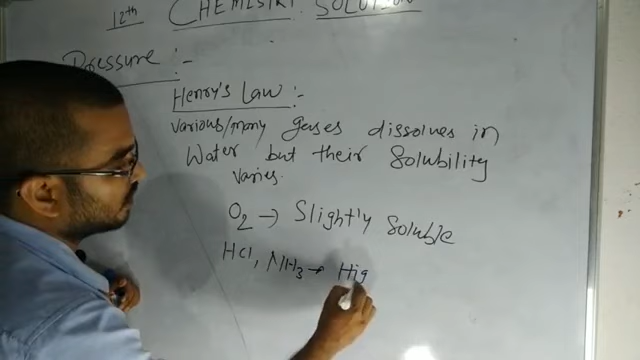 12th CHEMISTRY SOLUTION
Pressure :-
Henry's Law :-
various/many gases dissolves in
Water but their Solubility
varies.
O2 → Slightly Soluble
HCl, NH3 → Hig